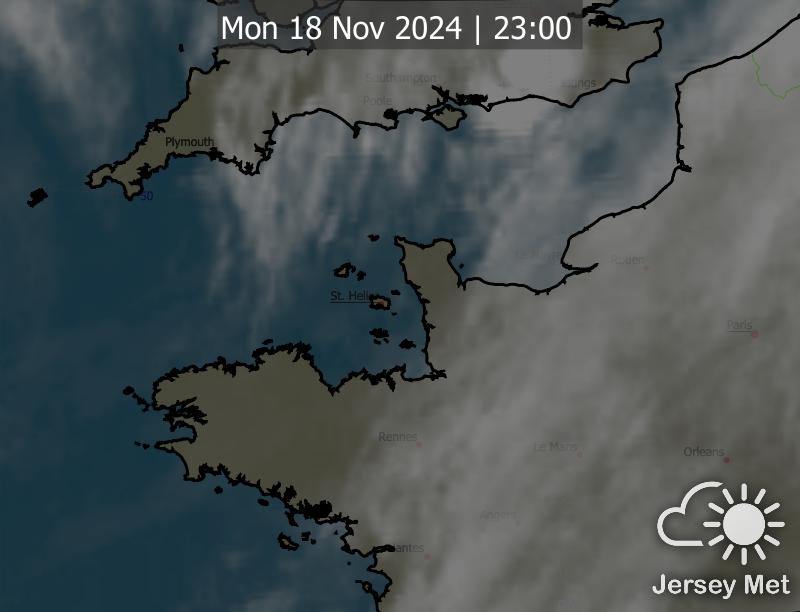 Mon 18 Nov 2024 | 23:00
Southampton
Poole
Plymouth
50
St. Helier
Rouen
Paris
Rennes
Le Mans
Orleans
Angers
Nantes
Jersey Met